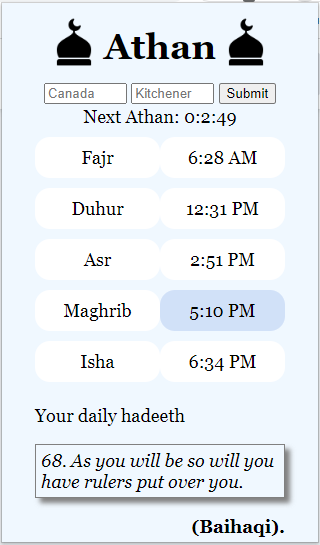 Athan
Canada Kitchener Submit
Next Athan: 0:2:49
Fajr 6:28 AM
Duhur 12:31 PM
Asr 2:51 PM
Maghrib 5:10 PM
Isha 6:34 PM
Your daily hadeeth
68. As you will be so will you
have rulers put over you.
(Baihaqi).